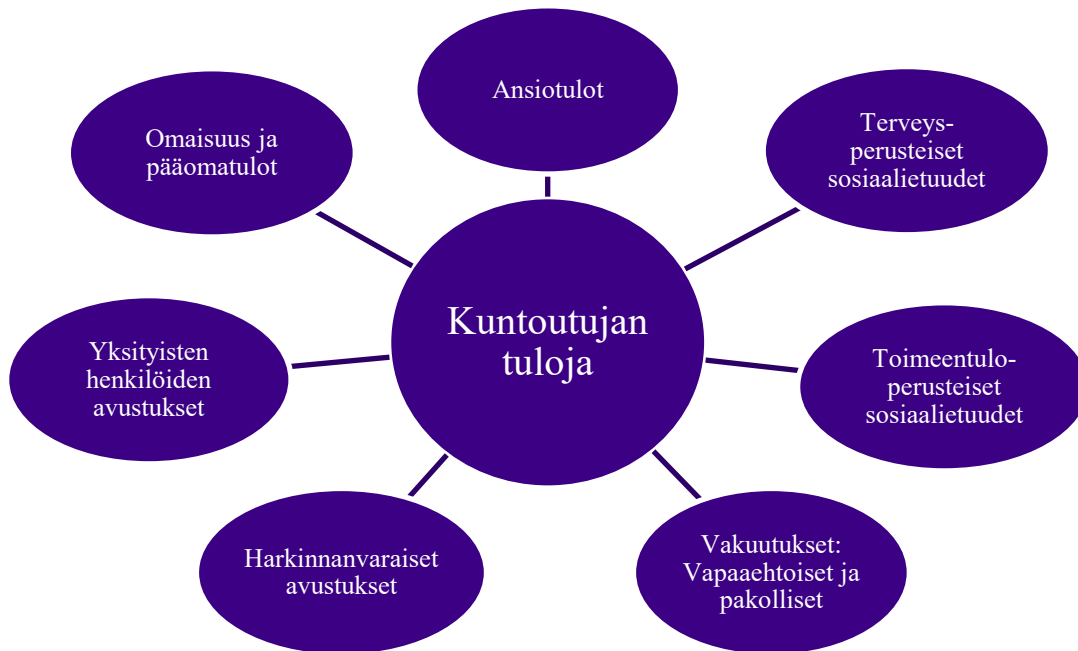 Ansiotulot
Terveys-
perusteiset
sosiaalietuudet
Toimeentulo-
perusteiset
sosiaalietuudet
Vakuutukset:
Vapaaehtoiset ja
pakolliset
Harkinnanvaraiset
avustukset
Yksityisten
henkilöiden
avustukset
Omaisuus ja
pääomatulot
Kuntoutujan
tuloja